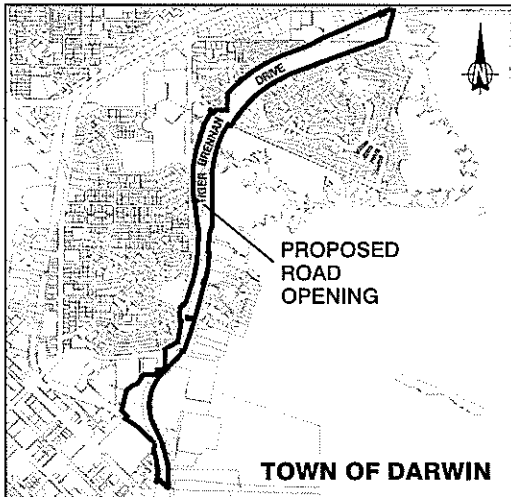 N
TIGER BRENNAN DRIVE
PROPOSED
ROAD
OPENING
TOWN OF DARWIN